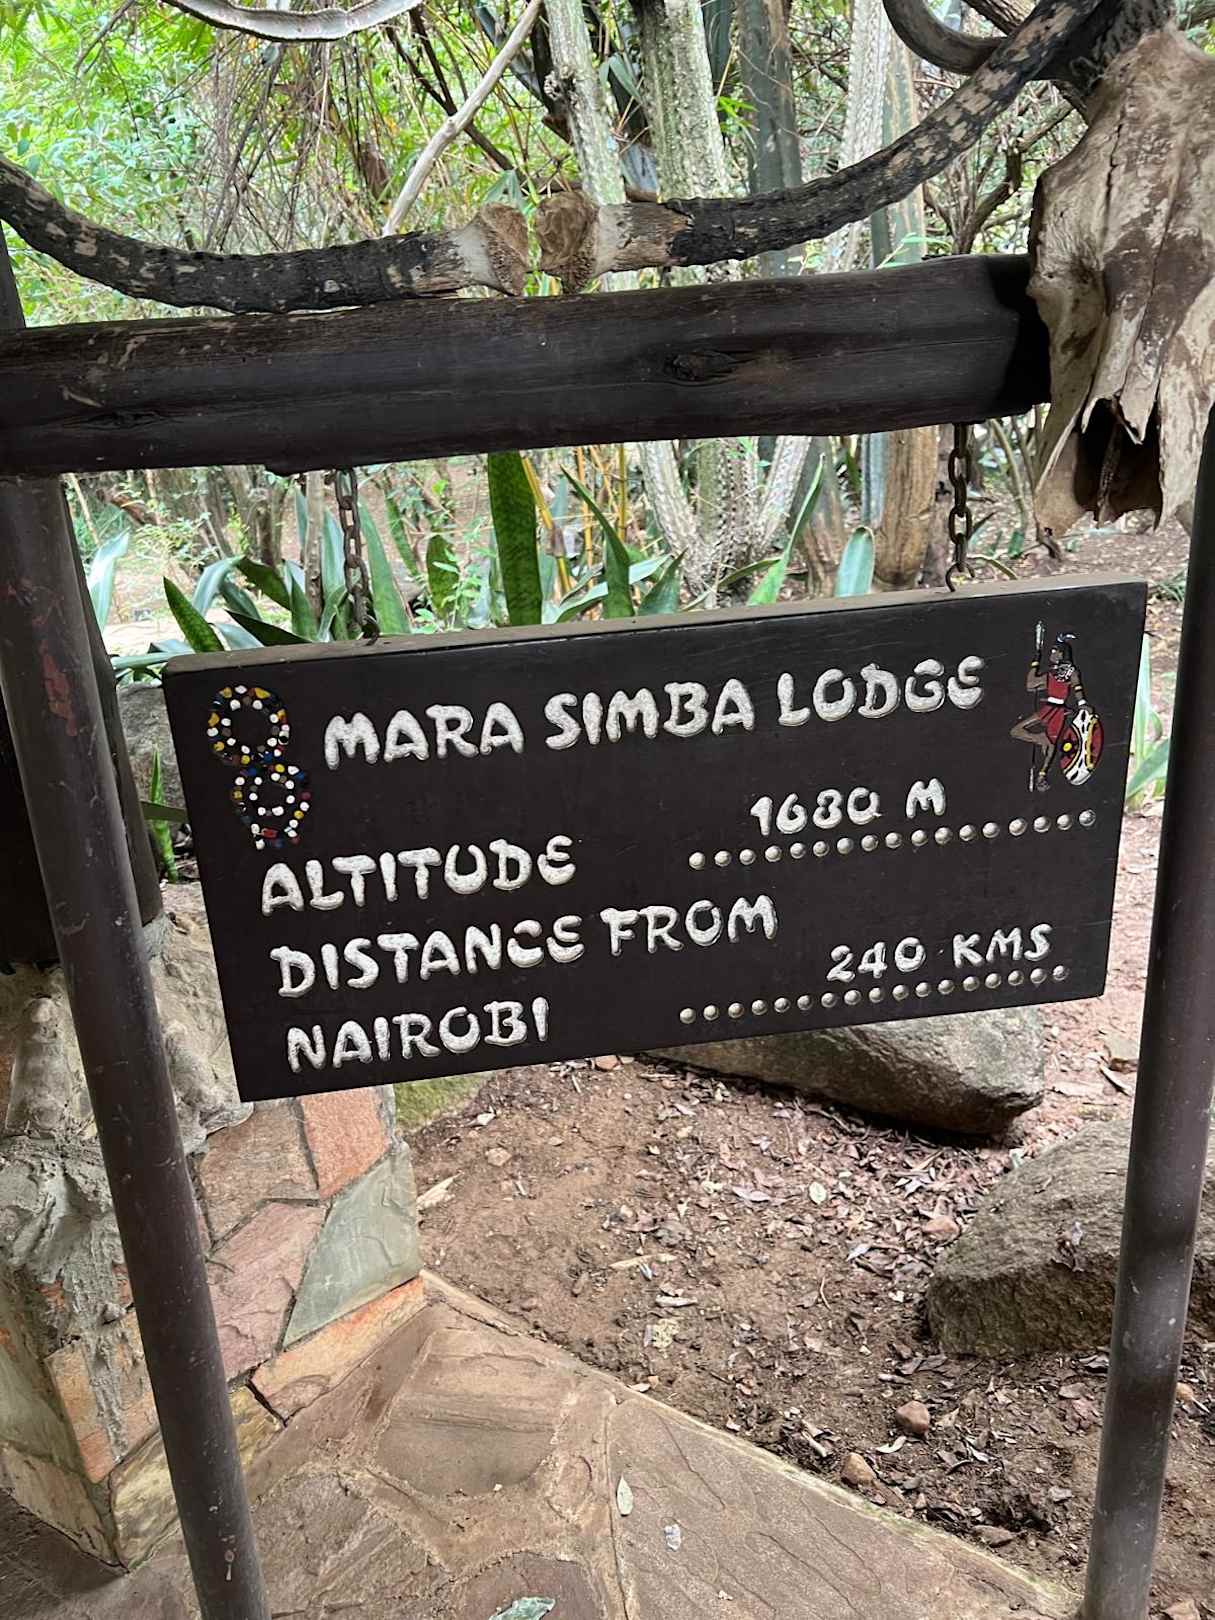 MARA SIMBA LODGE
1680 M
ALTITUDE
DISTANCE FROM
240 KMS
NAIROBI